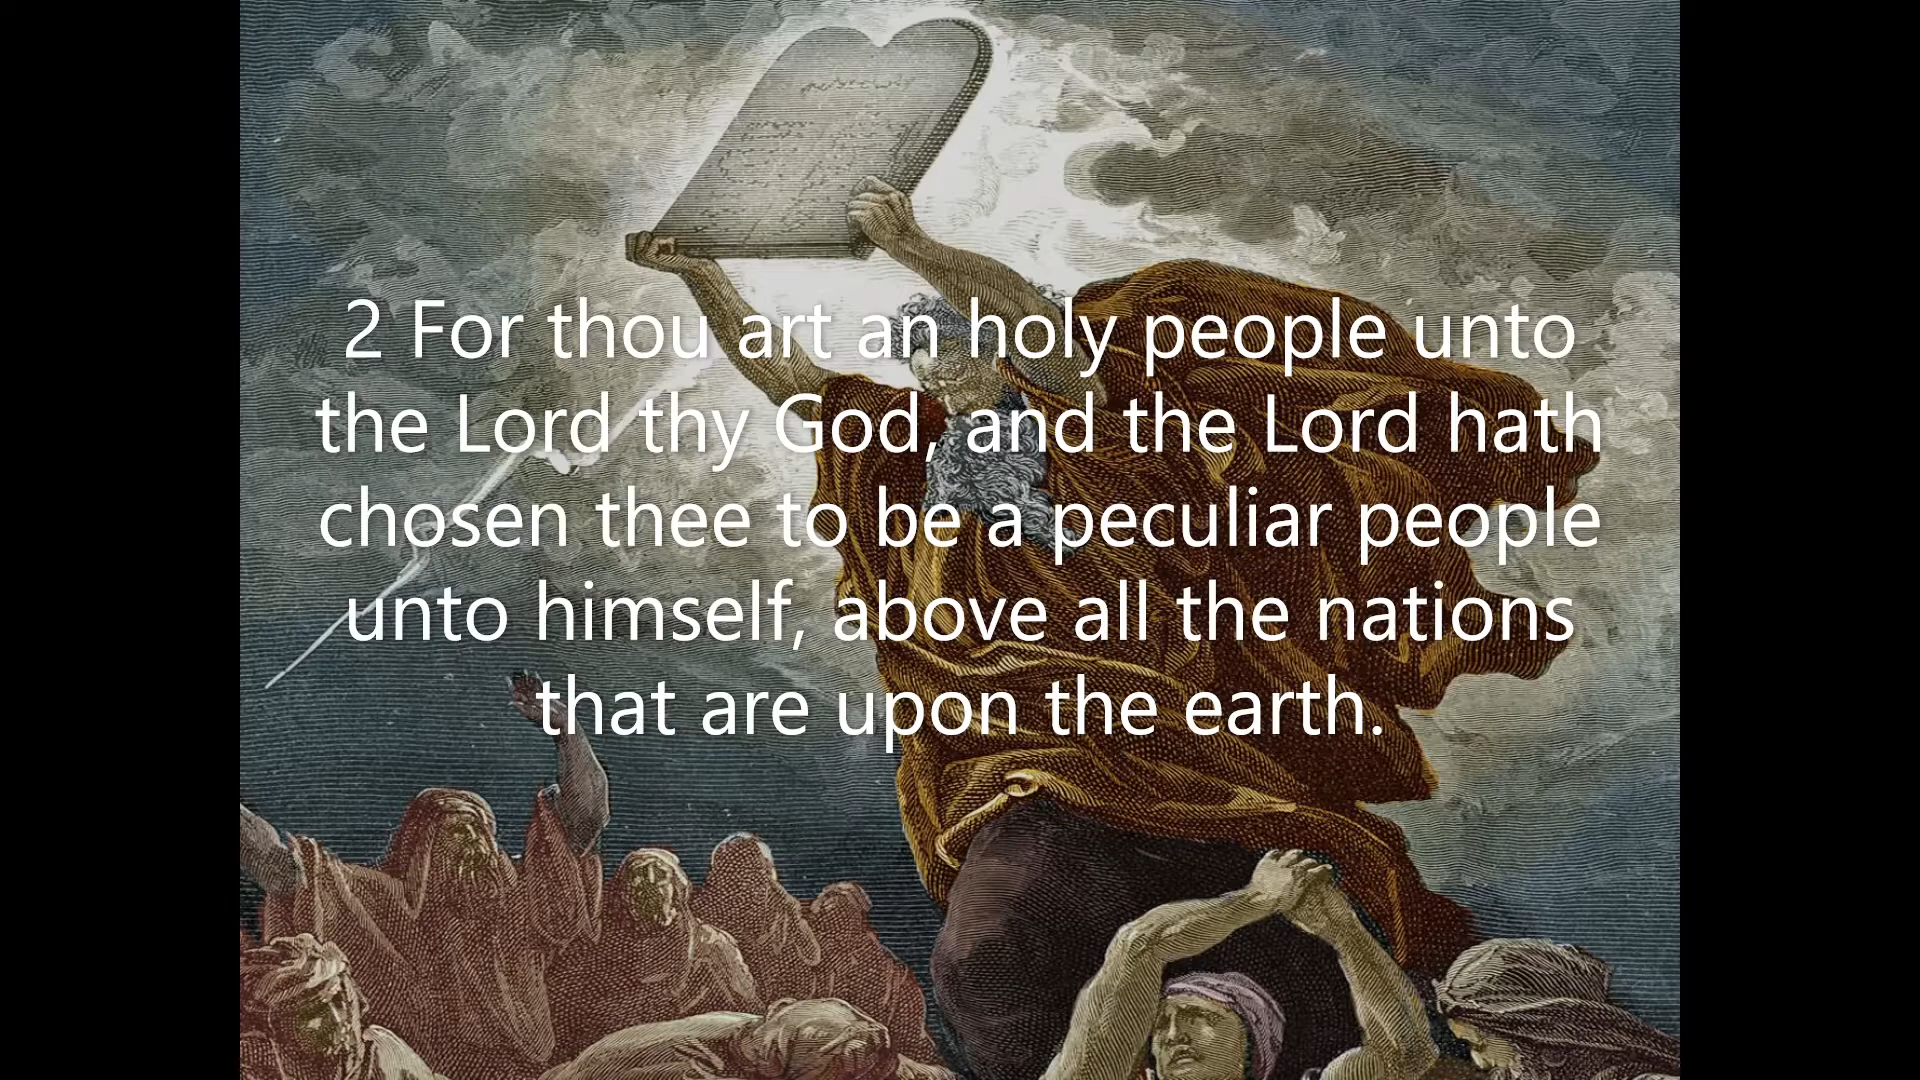 2 For thou art an holy people unto
the Lord thy God, and the Lord hath
chosen thee to be a peculiar people
unto himself, above all the nations
that are upon the earth.